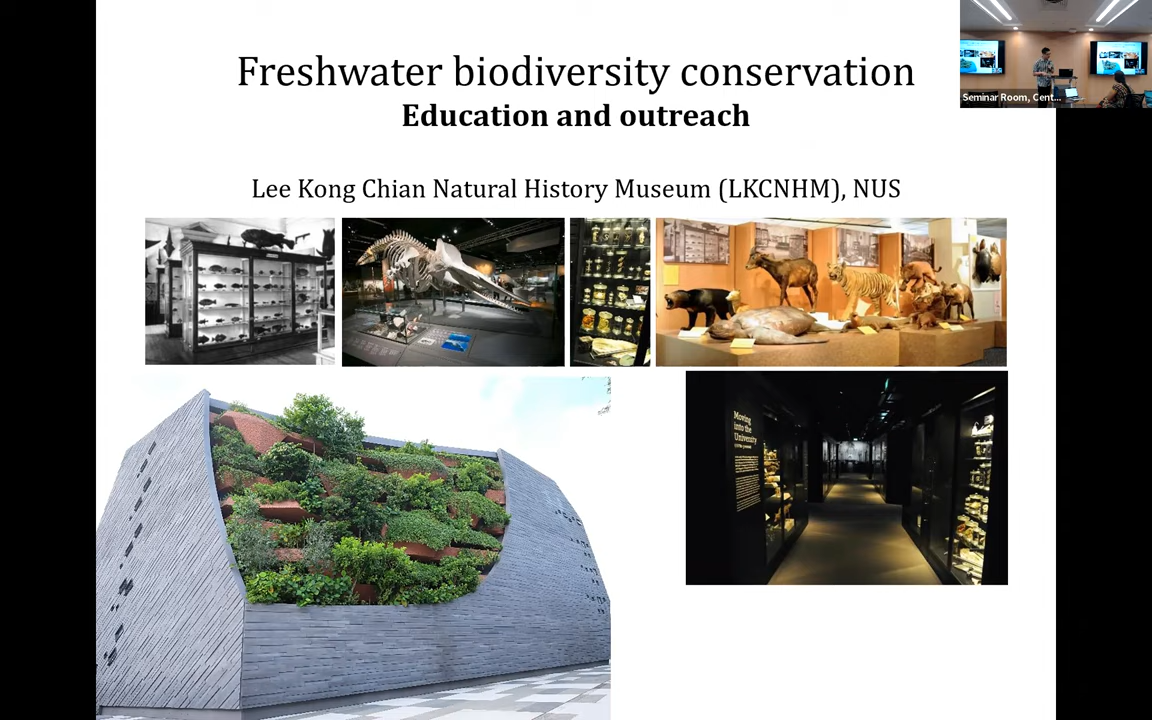 Freshwater biodiversity conservation
Education and outreach
Seminar Room, Cent...
Lee Kong Chian Natural History Museum (LKCNHM), NUS
Moving
into the
University